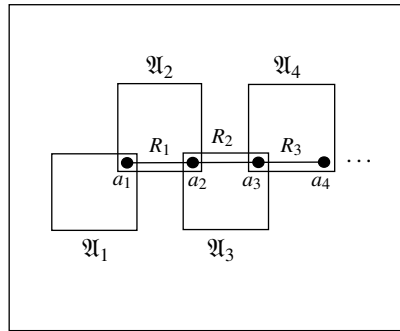 𝔄₂ 𝔄₄
R₁ R₂ R₃
a₁ a₂ a₃ a₄ ...
𝔄₁ 𝔄₃